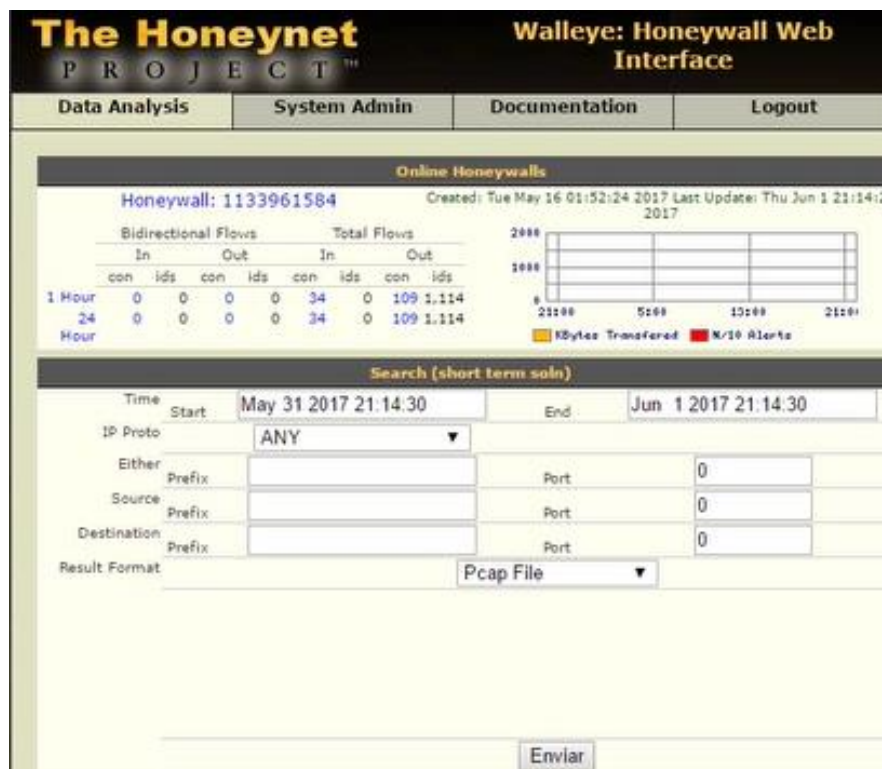 The Honeynet
PROJECT™
Walleye: Honeywall Web
Interface
Data Analysis System Admin Documentation Logout
Online Honeywalls
Honeywall: 1133961584
Created: Tue May 16 01:52:24 2017 Last Update: Thu Jun 1 21:14:
2017
Bidirectional Flows Total Flows
In Out In Out
con ids con ids con ids con ids
1 Hour 0 0 0 0 34 0 109 1,114
24 Hour 0 0 0 0 34 0 109 1,114
2000
1000
0
21:00 5:00 13:00 21:0
KBytes Transfered N/10 Alerts
Search (short term soln)
Time Start May 31 2017 21:14:30 End Jun 1 2017 21:14:30
IP Proto ANY
Either Prefix Port 0
Source Prefix Port 0
Destination Prefix Port 0
Result Format Pcap File
Enviar